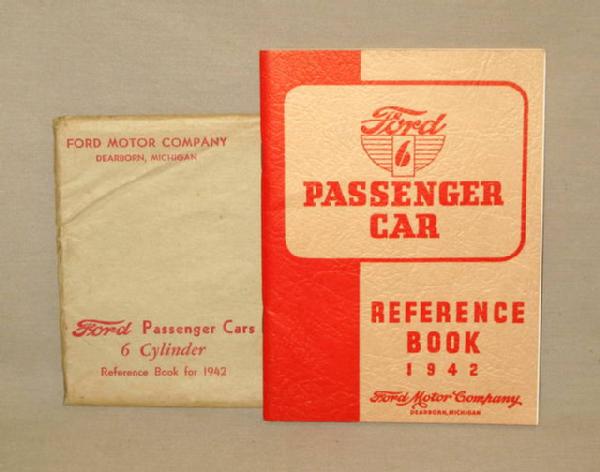 FORD MOTOR COMPANY
DEARBORN, MICHIGAN
Ford Passenger Cars
6 Cylinder
Reference Book for 1942
Ford
6
PASSENGER
CAR
REFERENCE
BOOK
1942
Ford Motor Company
DEARBORN, MICHIGAN